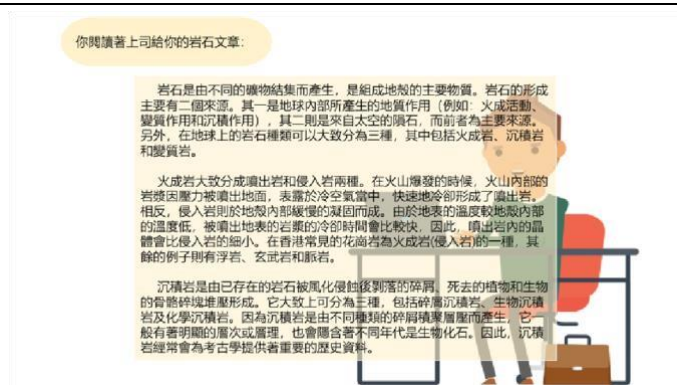 你閱讀著上司給你的岩石文章:
岩石是由不同的礦物結集而產生，是組成地殼的主要物質。岩石的形成
主要有二個來源。其一是地球內部所產生的地質作用（例如：火成活動、
變質作用和沉積作用），其二則是來自太空的隕石，而前者為主要來源。
另外，在地球上的岩石種類可以大致分為三種，其中包括火成岩、沉積岩
和變質岩。
火成岩大致分成噴出岩和侵入岩兩種。在火山爆發的時候，火山內部的
岩漿因壓力被噴出地面，表露於冷空氣當中，快速地冷卻形成了噴出岩。
相反，侵入岩則於地殼內部緩慢的凝固而成。由於地表的溫度較地殼內部
的溫度低，被噴出地表的岩漿的冷卻時間會比較快，因此，噴出岩內的晶
體會比侵入岩的細小。在香港常見的花崗岩為火成岩(侵入岩)的一種，其
餘的例子則有浮岩、玄武岩和脈岩。
沉積岩是由已存在的岩石被風化侵蝕後剝落的碎屑、死去的植物和生物
的骨骼碎塊堆壓形成。它大致上可分為三種，包括碎屑沉積岩、生物沉積
岩及化學沉積岩。因為沉積岩是由不同種類的碎屑積聚層壓而產生，它一
般有著明顯的層次或層理，也會隱含著不同年代是生物化石。因此，沉積
岩經常會為考古學提供著重要的歷史資料。